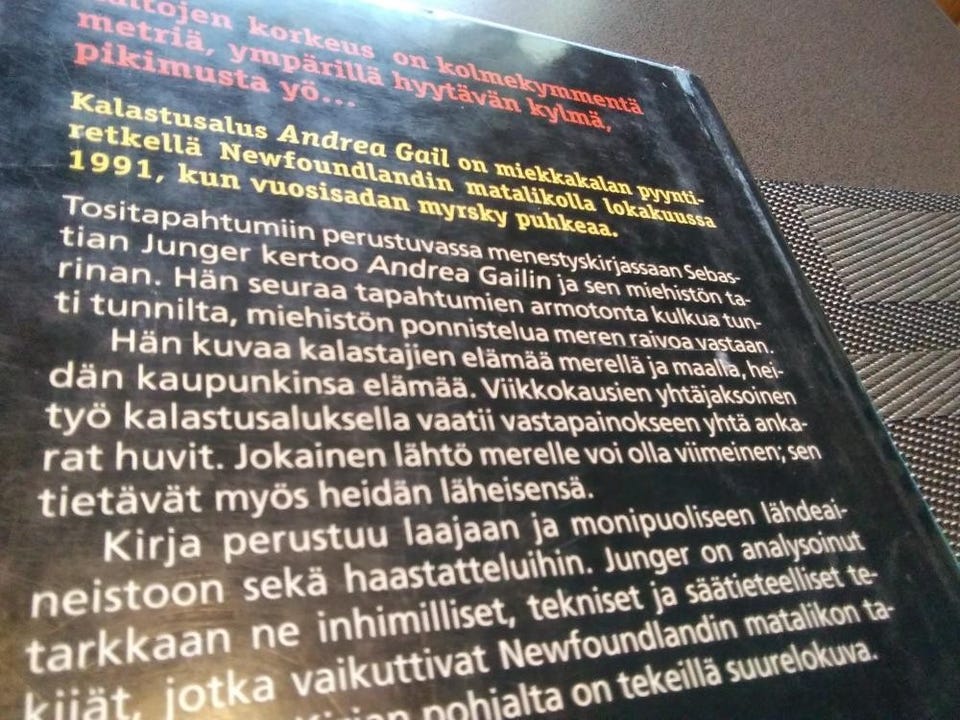 korkeus on kolmekymmentä
metriä, ympärillä hyytävän kylmä,
pikimusta yö...
Kalastusalus Andrea Gail on miekkakalan pyynti-
retkellä Newfoundlandin matalikolla lokakuussa
1991, kun vuosisadan myrsky puhkeaa.
Tositapahtumiin perustuvassa menestyskirjassaan Sebas-
tian Junger kertoo Andrea Gailin ja sen miehistön ta-
rinan. Hän seuraa tapahtumien armotonta kulkua tun-
ti tunnilta, miehistön ponnistelua meren raivoa vastaan.
Hän kuvaa kalastajien elämää merellä ja maalla, hei-
dän kaupunkinsa elämää. Viikkokausien yhtäjaksoinen
työ kalastusaluksella vaatii vastapainokseen yhtä anka-
rat huvit. Jokainen lähtö merelle voi olla viimeinen; sen
tietävät myös heidän läheisensä.
Kirja perustuu laajaan ja monipuoliseen lähdeai-
neistoon sekä haastatteluihin. Junger on analysoinut
tarkkaan ne inhimilliset, tekniset ja säätieteelliset te-
kijät, jotka vaikuttivat Newfoundlandin matalikon ta-
Kirjan pohjalta on tekeillä suurelokuva.